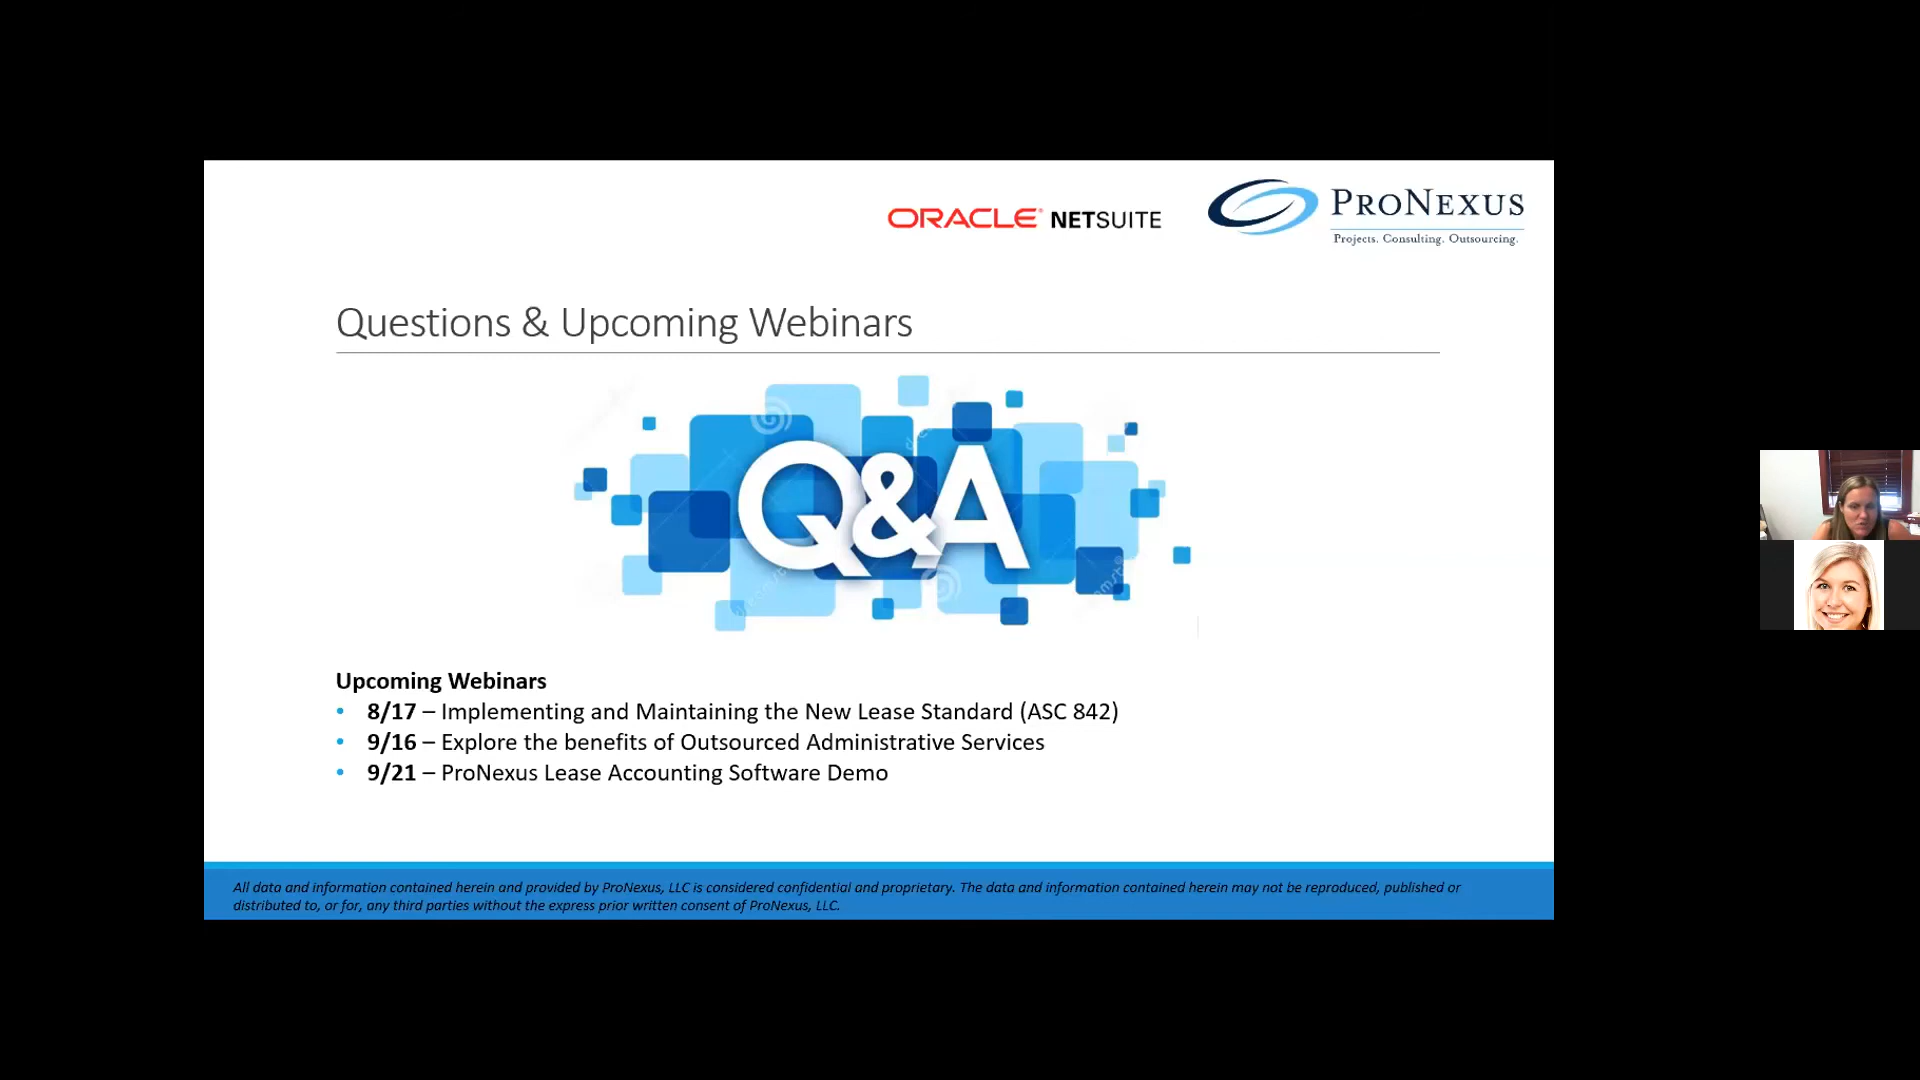 ORACLE NETSUITE
PRONEXUS
Projects. Consulting. Outsourcing.
Questions & Upcoming Webinars
Q&A
Upcoming Webinars
• 8/17 – Implementing and Maintaining the New Lease Standard (ASC 842)
• 9/16 – Explore the benefits of Outsourced Administrative Services
• 9/21 – ProNexus Lease Accounting Software Demo
All data and information contained herein and provided by ProNexus, LLC is considered confidential and proprietary. The data and information contained herein may not be reproduced, published or
distributed to, or for, any third parties without the express prior written consent of ProNexus, LLC.